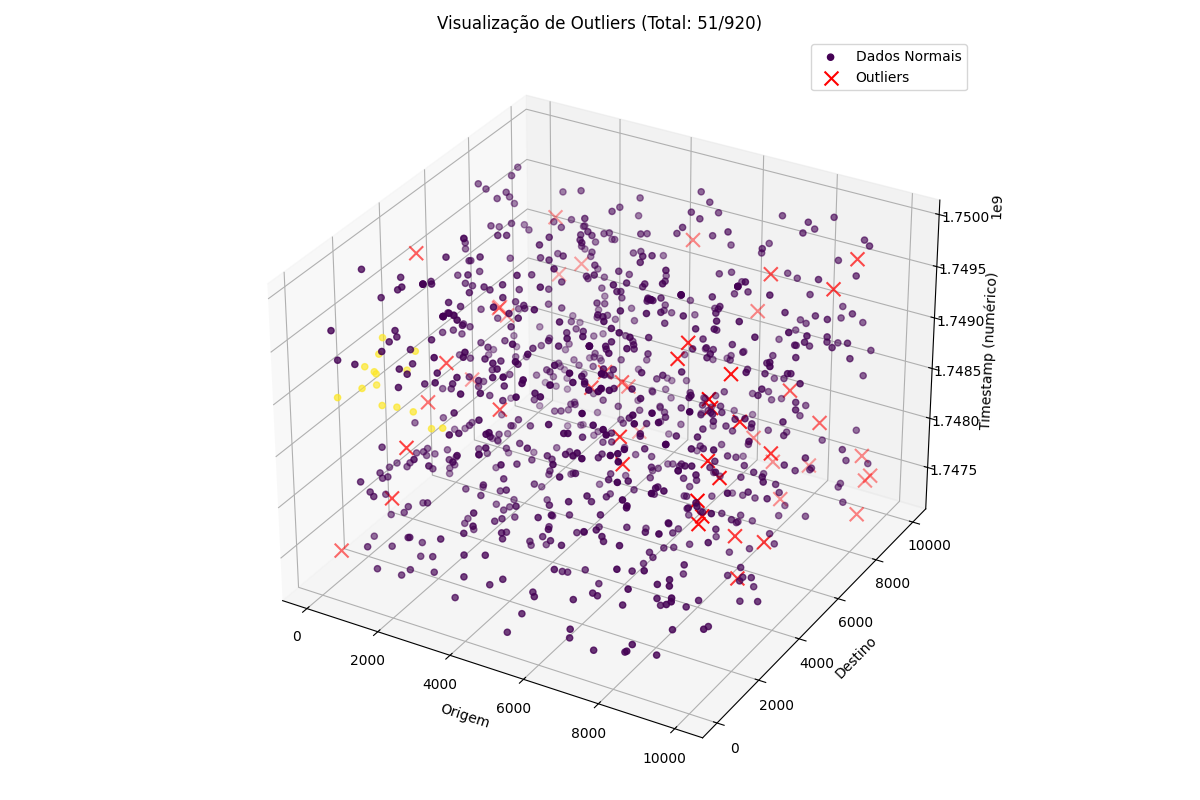 Visualização de Outliers (Total: 51/920)
Dados Normais
Outliers
1e9
1.7500
1.7495
1.7490
1.7485
1.7480
1.7475
Timestamp (numérico)
0
2000
4000
6000
8000
10000
Origem
0
2000
4000
6000
8000
10000
Destino